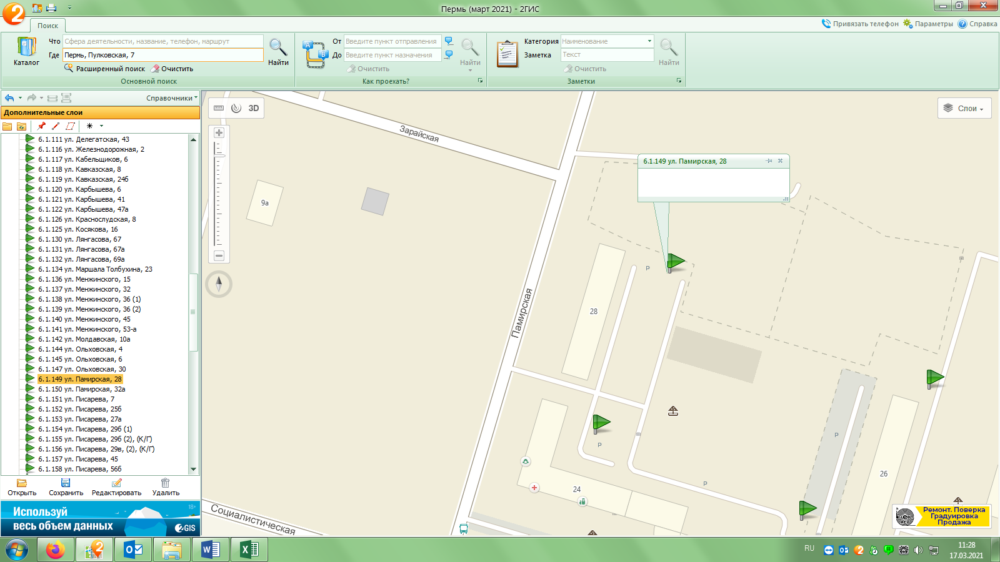 Пермь (март 2021) - 2ГИС
Поиск
Привязать телефон
Параметры
Справка
Каталог
Что
Сфера деятельности, название, телефон, маршрут
Где
Пермь, Пулковская, 7
Расширенный поиск
Очистить
Найти
Основной поиск
От
Введите пункт отправления
До
Введите пункт назначения
Очистить
Найти
Как проехать?
Категория
Наименование
Заметка
Текст
Очистить
Найти
Заметки
Справочники
Дополнительные слои
6.1.111 ул. Делегатская, 43
6.1.116 ул. Железнодорожная, 2
6.1.117 ул. Кабельщиков, 6
6.1.118 ул. Кавказская, 8
6.1.119 ул. Кавказская, 24б
6.1.120 ул. Карбышева, 6
6.1.121 ул. Карбышева, 41
6.1.122 ул. Карбышева, 47а
6.1.126 ул. Краснослудская, 8
6.1.125 ул. Косякова, 16
6.1.130 ул. Лянгасова, 67
6.1.131 ул. Лянгасова, 67а
6.1.132 ул. Лянгасова, 69а
6.1.134 ул. Маршала Толбухина, 23
6.1.136 ул. Менжинского, 15
6.1.137 ул. Менжинского, 32
6.1.138 ул. Менжинского, 36 (1)
6.1.139 ул. Менжинского, 36 (2)
6.1.140 ул. Менжинского, 45
6.1.141 ул. Менжинского, 53-а
6.1.142 ул. Молдавская, 10а
6.1.144 ул. Ольховская, 4
6.1.145 ул. Ольховская, 6
6.1.147 ул. Ольховская, 30
6.1.149 ул. Памирская, 28
6.1.150 ул. Памирская, 32а
6.1.151 ул. Писарева, 7
6.1.152 ул. Писарева, 25б
6.1.153 ул. Писарева, 27а
6.1.154 ул. Писарева, 29б (1)
6.1.155 ул. Писарева, 29б (2), (К/Г)
6.1.156 ул. Писарева, 29в, (2), (К/Г)
6.1.157 ул. Писарева, 45
6.1.158 ул. Писарева, 56б
Открыть
Сохранить
Редактировать
Удалить
Используй
весь объем данных
18+
2GIS
3D
Слои
Зарайская
6.1.149 ул. Памирская, 28
9а
P
28
Памирская
P
P
24
P
26
Социалистическая
Ремонт. Поверка
Градуировка
Продажа
RU
11:28
17.03.2021